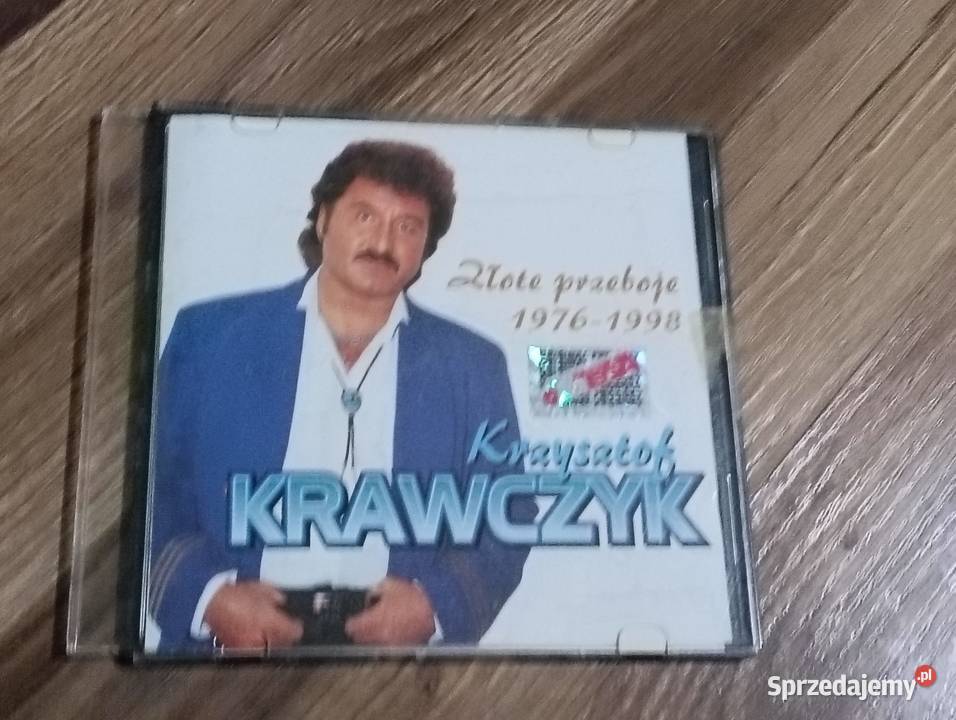 Złote przeboje
1976-1998
Krzysztof
KRAWCZYK
Sprzedajemy.pl